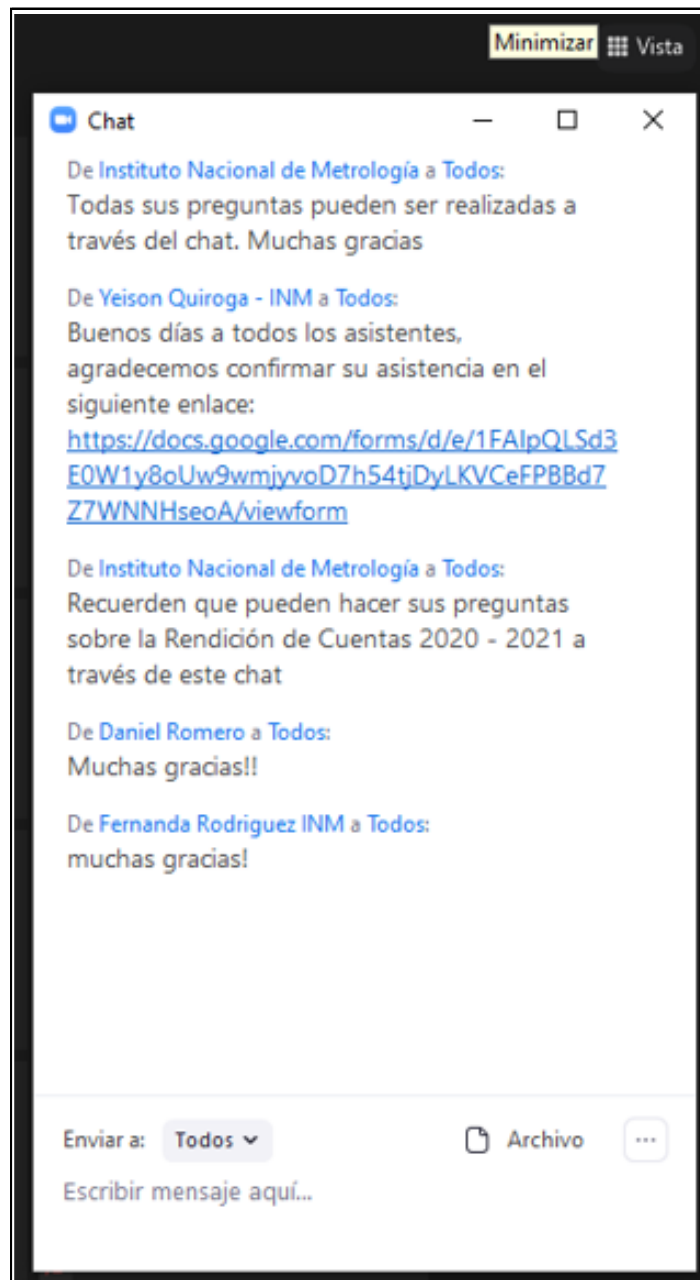 Minimizar
Vista
Chat
De Instituto Nacional de Metrología a Todos:
Todas sus preguntas pueden ser realizadas a
través del chat. Muchas gracias
De Yeison Quiroga - INM a Todos:
Buenos días a todos los asistentes,
agradecemos confirmar su asistencia en el
siguiente enlace:
https://docs.google.com/forms/d/e/1FAIpQLSd3
E0W1y8oUw9wmjyvoD7h54tjDyLKVCeFPBBd7
Z7WNNHseoA/viewform
De Instituto Nacional de Metrología a Todos:
Recuerden que pueden hacer sus preguntas
sobre la Rendición de Cuentas 2020 - 2021 a
través de este chat
De Daniel Romero a Todos:
Muchas gracias!!
De Fernanda Rodriguez INM a Todos:
muchas gracias!
Enviar a: Todos Archivo ...
Escribir mensaje aquí...